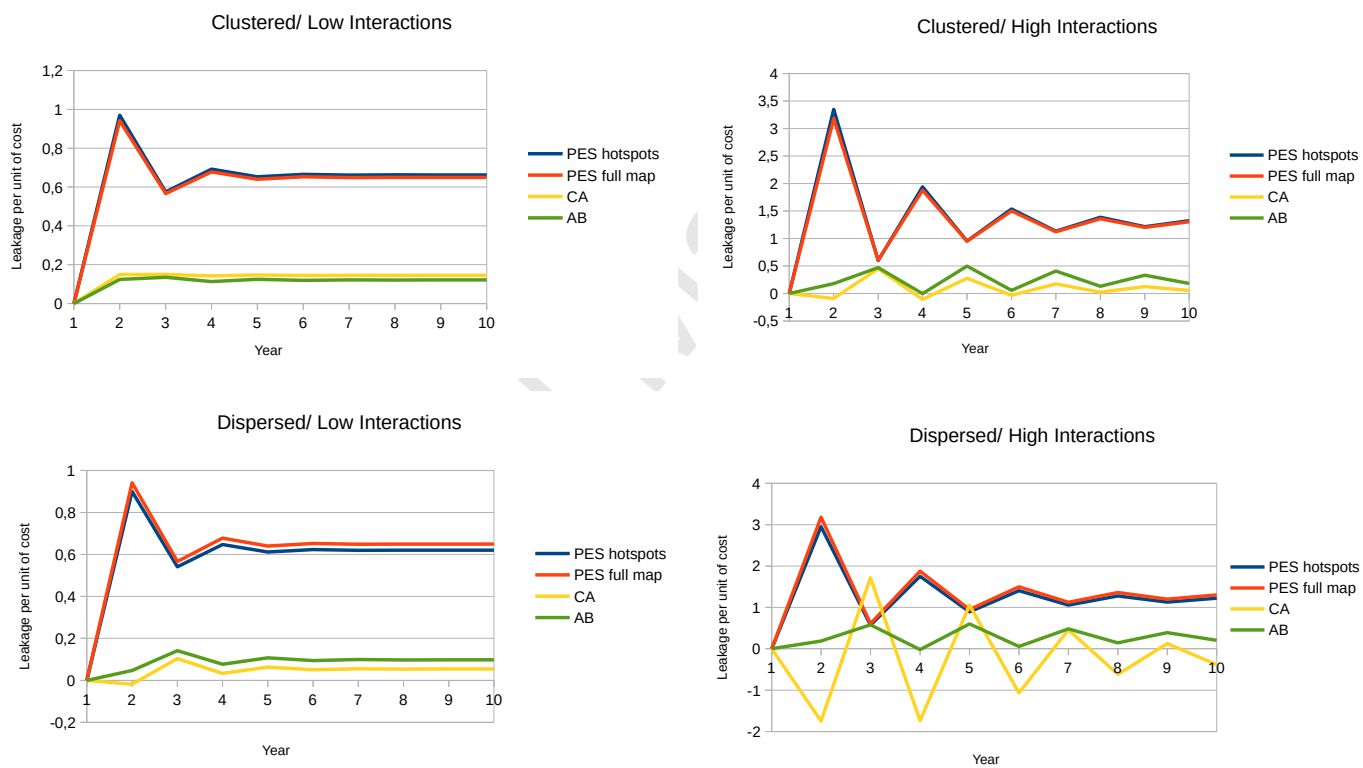 Clustered/ Low Interactions
1,2
1
0,8
0,6
0,4
0,2
0
1 2 3 4 5 6 7 8 9 10
Leakage per unit of cost
Year
PES hotspots
PES full map
CA
AB
Clustered/ High Interactions
4
3,5
3
2,5
2
1,5
1
0,5
0
-0,5
1 2 3 4 5 6 7 8 9 10
Leakage per unit of cost
Year
PES hotspots
PES full map
CA
AB
Dispersed/ Low Interactions
1
0,8
0,6
0,4
0,2
0
-0,2
1 2 3 4 5 6 7 8 9 10
Leakage per unit of cost
Year
PES hotspots
PES full map
CA
AB
Dispersed/ High Interactions
4
3
2
1
0
-1
-2
1 2 3 4 5 6 7 8 9 10
Leakage per unit of cost
Year
PES hotspots
PES full map
CA
AB